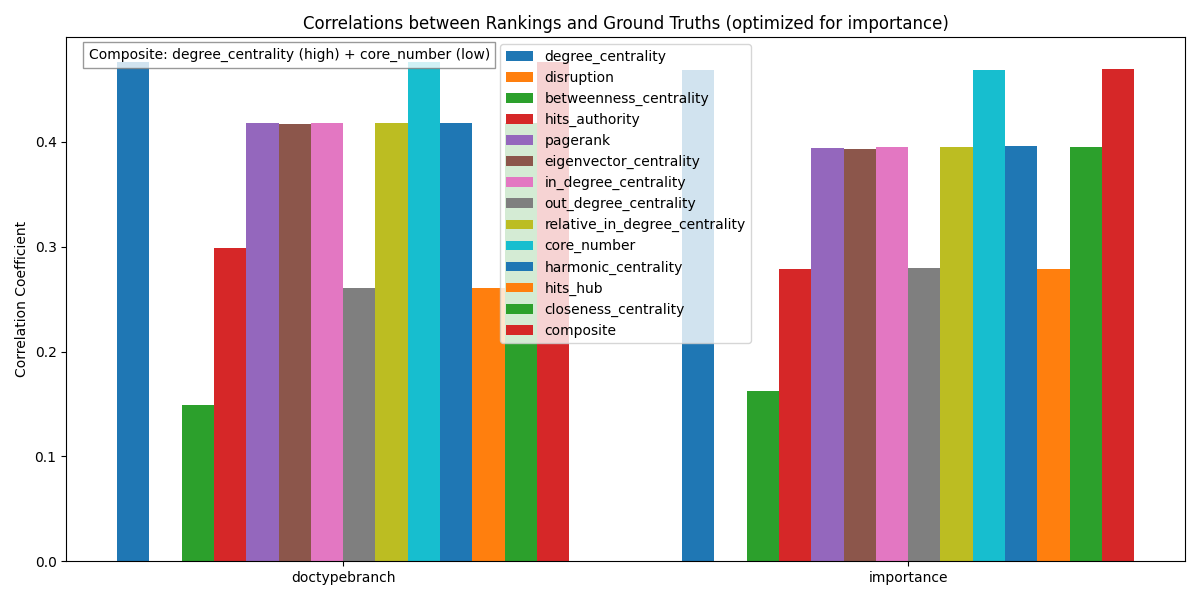 Correlations between Rankings and Ground Truths (optimized for importance)
Composite: degree_centrality (high) + core_number (low)
degree_centrality
disruption
betweenness_centrality
hits_authority
pagerank
eigenvector_centrality
in_degree_centrality
out_degree_centrality
relative_in_degree_centrality
core_number
harmonic_centrality
hits_hub
closeness_centrality
composite
Correlation Coefficient
0.4
0.3
0.2
0.1
0.0
doctypebranch
importance